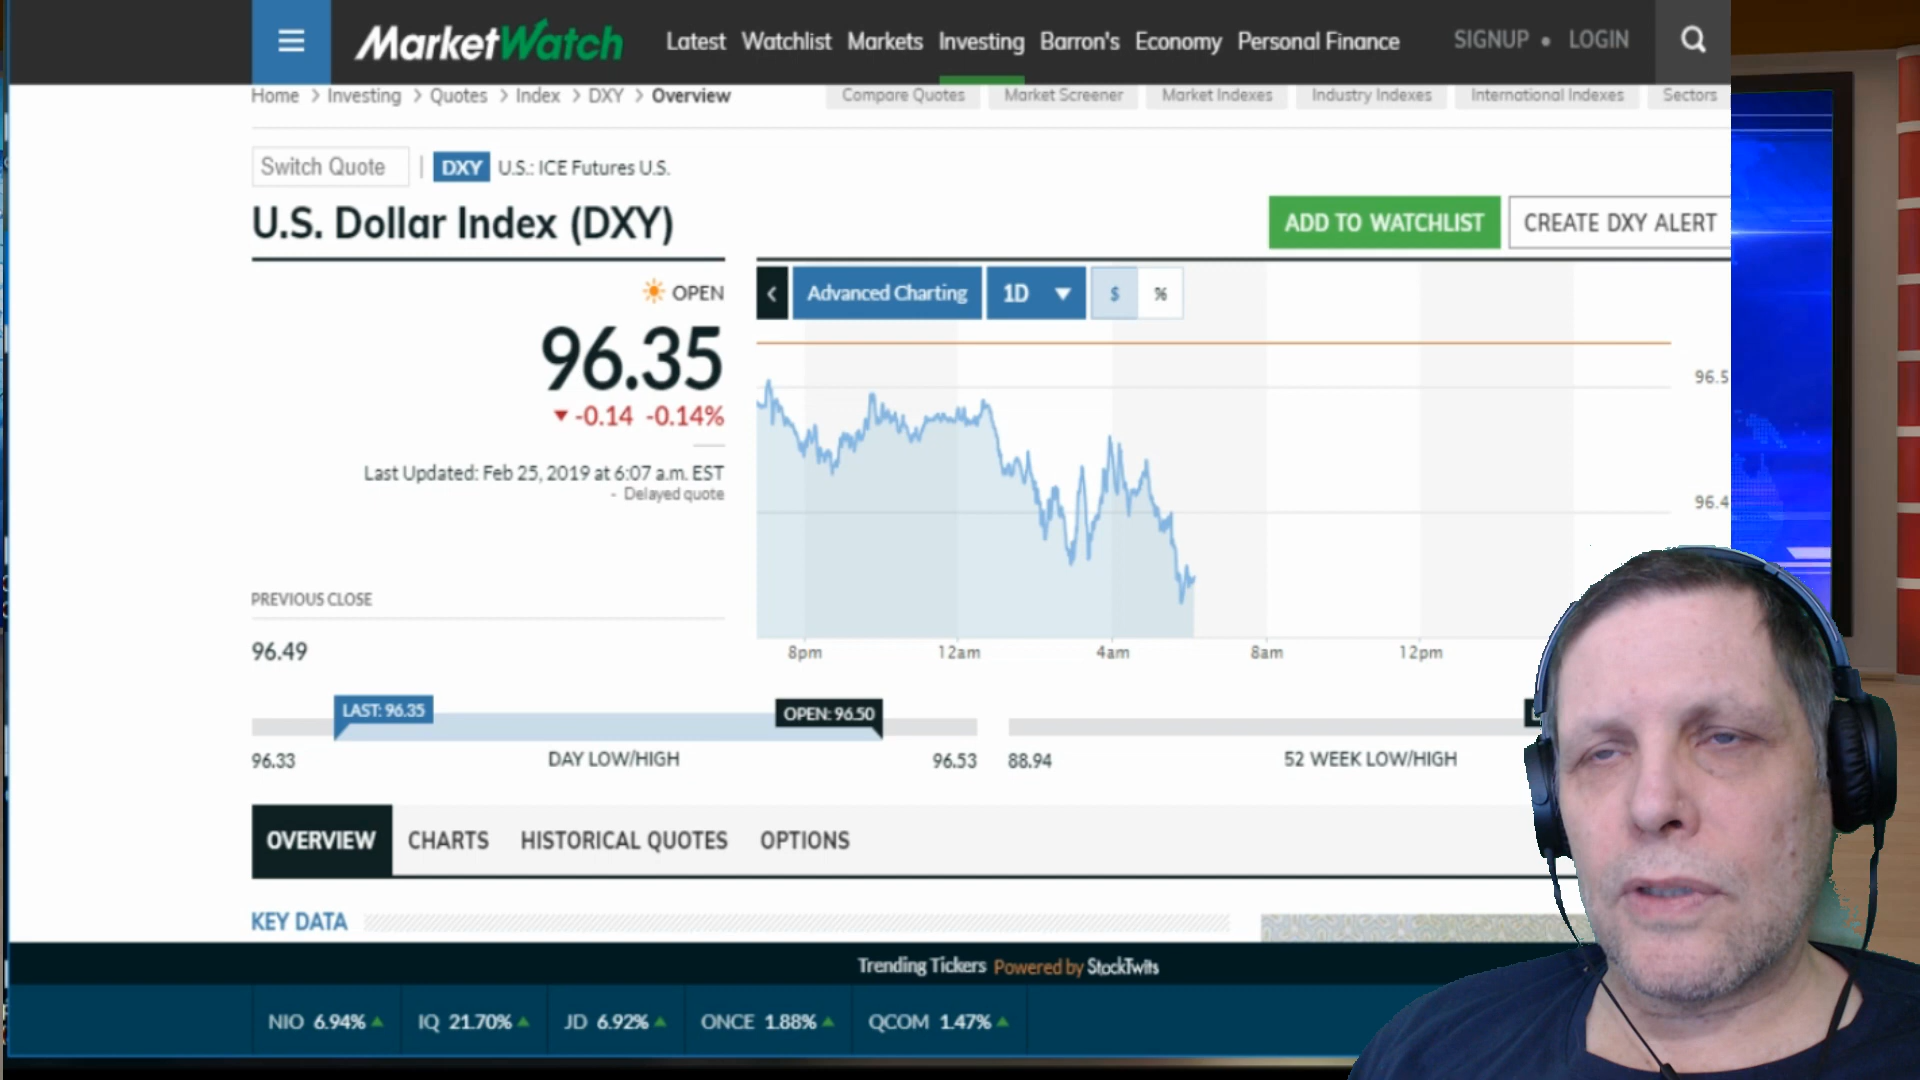 MarketWatch Latest Watchlist Markets Investing Barron's Economy Personal Finance SIGNUP • LOGIN
Home > Investing > Quotes > Index > DXY > Overview
Compare Quotes Market Screener Market Indexes Industry Indexes International Indexes Sectors
Switch Quote | DXY U.S.: ICE Futures U.S.
U.S. Dollar Index (DXY)
ADD TO WATCHLIST CREATE DXY ALERT
OPEN
96.35
-0.14 -0.14%
Last Updated: Feb 25, 2019 at 6:07 a.m. EST
- Delayed quote
PREVIOUS CLOSE
96.49
< Advanced Charting 1D $ %
96.5
96.4
8pm 12am 4am 8am 12pm
LAST: 96.35 OPEN: 96.50
96.33 DAY LOW/HIGH 96.53
88.94 52 WEEK LOW/HIGH
OVERVIEW CHARTS HISTORICAL QUOTES OPTIONS
KEY DATA
Trending Tickers Powered by StockTwits
NIO 6.94% IQ 21.70% JD 6.92% ONCE 1.88% QCOM 1.47%